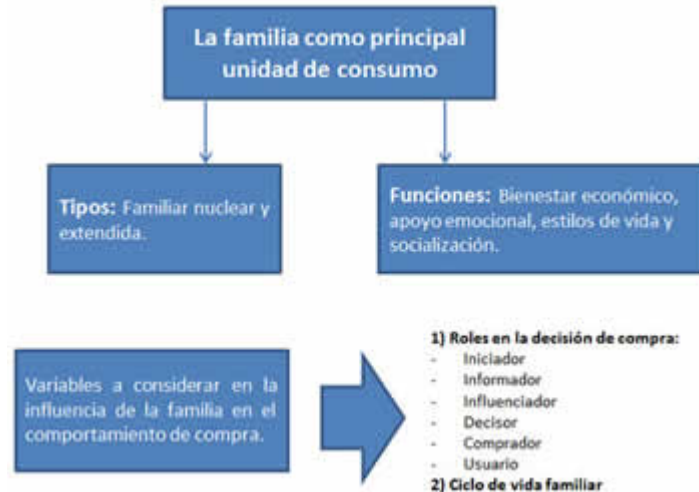 La familia como principal
unidad de consumo
Tipos: Familiar nuclear y
extendida.
Funciones: Bienestar económico,
apoyo emocional, estilos de vida y
socialización.
Variables a considerar en la
influencia de la familia en el
comportamiento de compra.
1) Roles en la decisión de compra:
- Iniciador
- Informador
- Influenciador
- Decisor
- Comprador
- Usuario
2) Ciclo de vida familiar